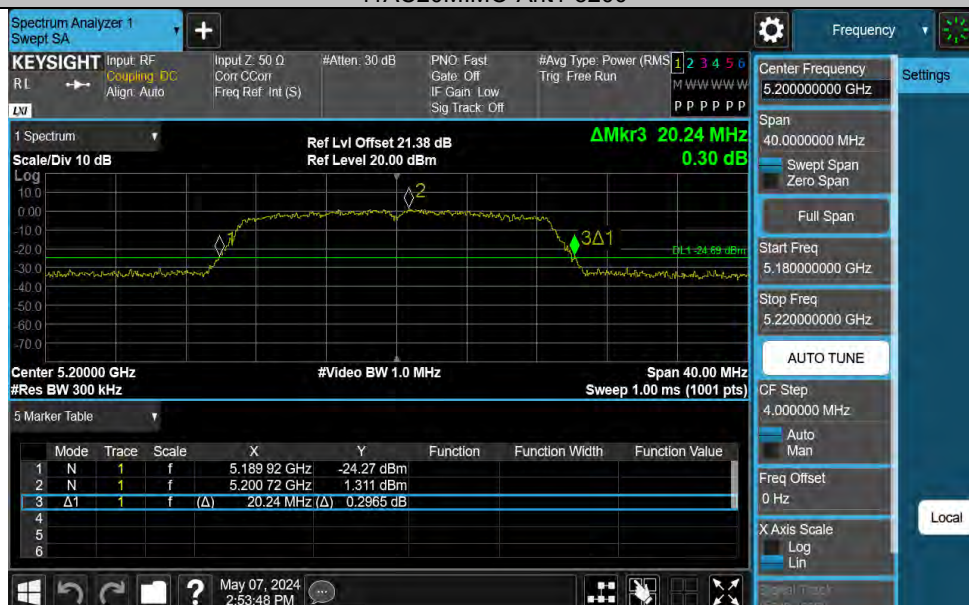 Spectrum Analyzer 1
Swept SA
Frequency
KEYSIGHT
RL
LXI
Input: RF
Coupling: DC
Align: Auto
Input Z: 50 Ω
Corr CCorr
Freq Ref: Int (S)
#Atten: 30 dB
PNO: Fast
Gate: Off
IF Gain: Low
Sig Track: Off
#Avg Type: Power (RMS
Trig: Free Run
1 2 3 4 5 6
M W W W W W
P P P P P P
1 Spectrum
Scale/Div 10 dB
Log
Ref Lvl Offset 21.38 dB
Ref Level 20.00 dBm
ΔMkr3 20.24 MHz
0.30 dB
10.0
0.00
-10.0
-20.0
-30.0
-40.0
-50.0
-60.0
-70.0
1
2
3Δ1
DL1 -24.69 dBm
Center 5.20000 GHz
#Video BW 1.0 MHz
Span 40.00 MHz
#Res BW 300 kHz
Sweep 1.00 ms (1001 pts)
5 Marker Table
Mode Trace Scale X Y Function Function Width Function Value
1 N 1 f 5.189 92 GHz -24.27 dBm
2 N 1 f 5.200 72 GHz 1.311 dBm
3 Δ1 1 f (Δ) 20.24 MHz (Δ) 0.2965 dB
4
5
6
May 07, 2024
2:53:48 PM
Center Frequency
5.200000000 GHz
Settings
Span
40.0000000 MHz
Swept Span
Zero Span
Full Span
Start Freq
5.180000000 GHz
Stop Freq
5.220000000 GHz
AUTO TUNE
CF Step
4.000000 MHz
Auto
Man
Freq Offset
0 Hz
Local
X Axis Scale
Log
Lin
Signal Track